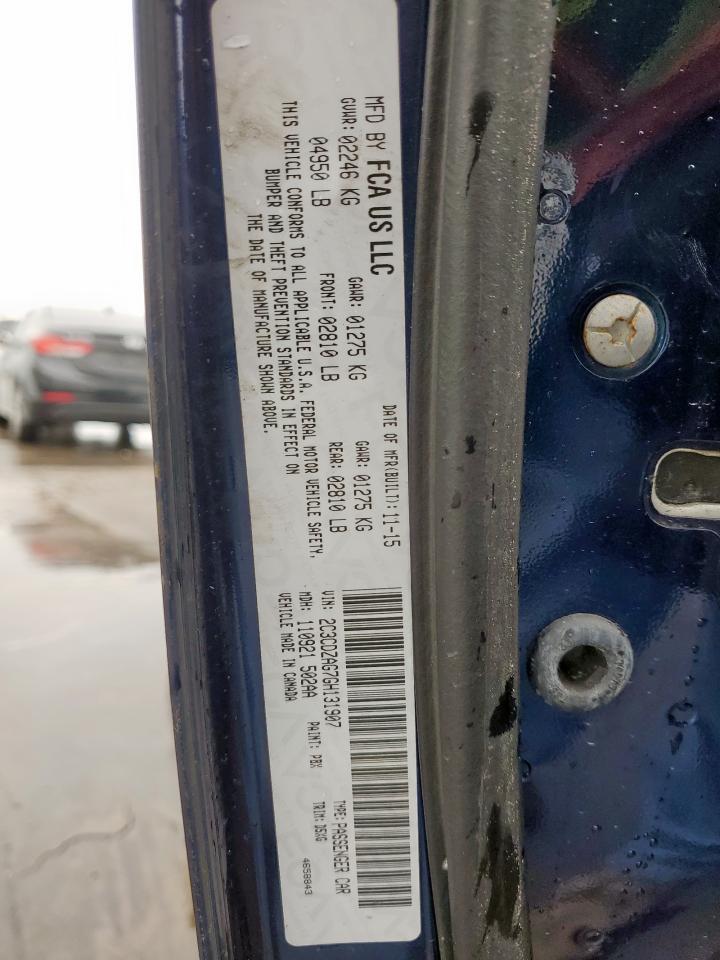 MFD BY FCA US LLC
DATE OF MFR(BUILT): 11-15
GVWR: 02246 KG
GAWR: 01275 KG
GAWR: 01275 KG
04950 LB
FRONT: 02810 LB
REAR: 02810 LB
THIS VEHICLE CONFORMS TO ALL APPLICABLE U.S.A. FEDERAL MOTOR VEHICLE SAFETY,
BUMPER AND THEFT PREVENTION STANDARDS IN EFFECT ON
THE DATE OF MANUFACTURE SHOWN ABOVE.
VIN: 2C3CDZAG7GH131907
TYPE: PASSENGER CAR
MDH: 110921 502AA
PAINT: PBX
TRIM: D5XG
VEHICLE MADE IN CANADA
4658843